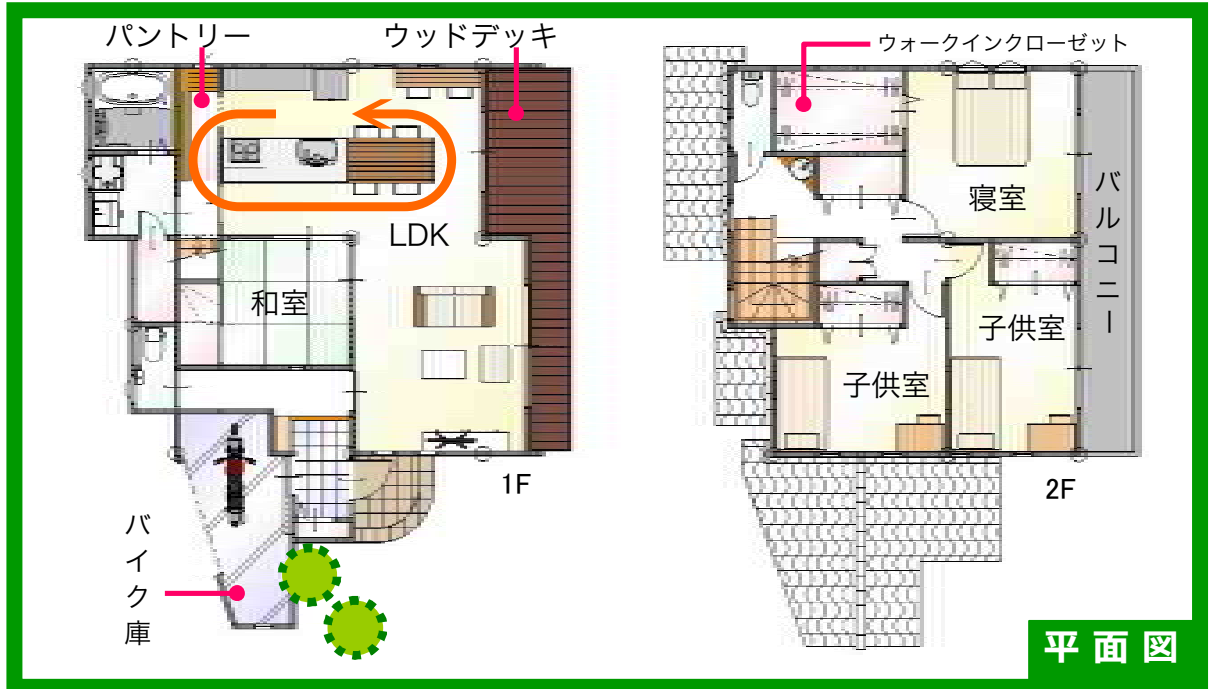 パントリー
ウッドデッキ
LDK
和室
1F
バイク庫
ウォークインクローゼット
寝室
バルコニー
子供室
子供室
2F
平面図